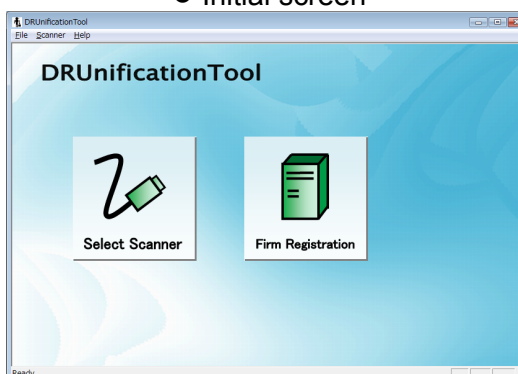 ● Initial screen
DRUnificationTool
File Scanner Help
DRUnificationTool
Select Scanner
Firm Registration
Ready